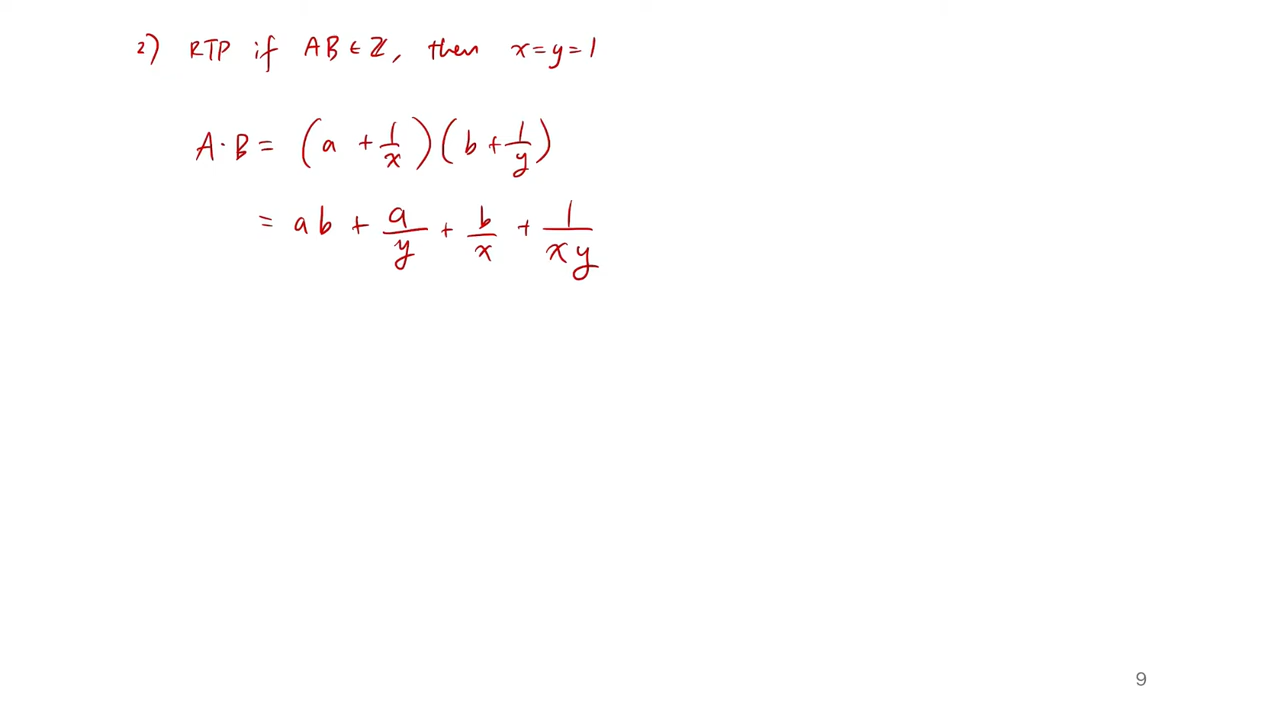 2) RTP if AB ∈ ℤ, then x = y = 1
A · B = (a + 1/x)(b + 1/y)
= ab + a/y + b/x + 1/xy
9